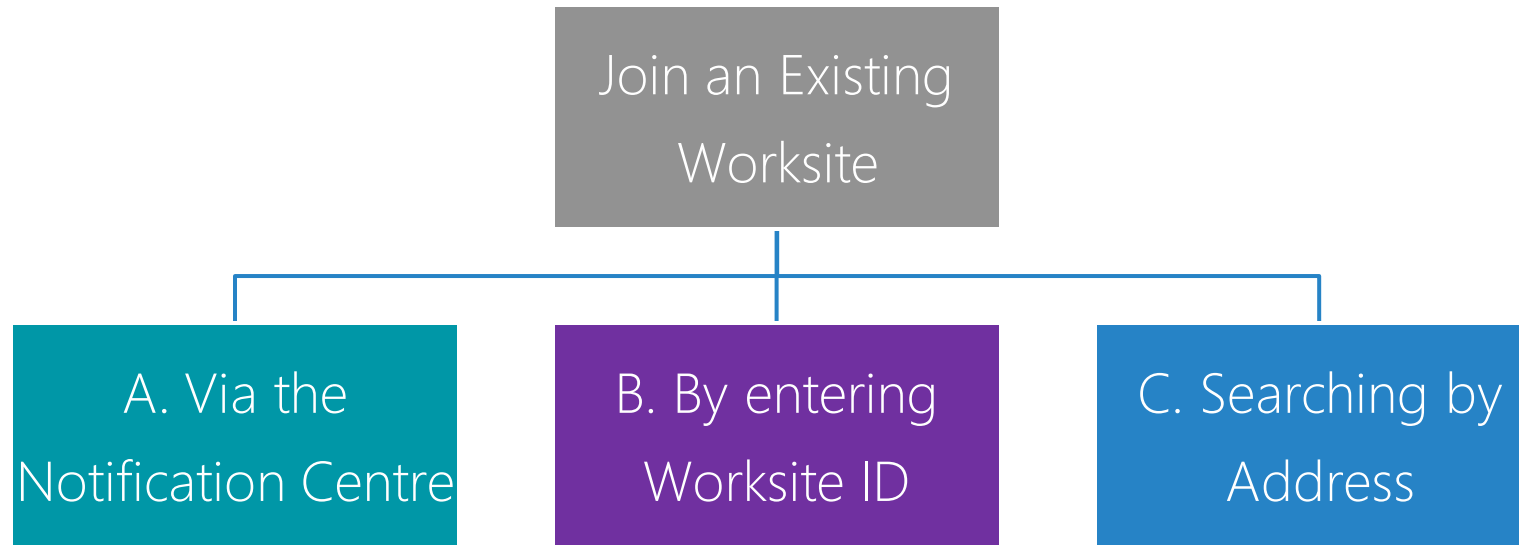 Join an Existing
Worksite
A. Via the
Notification Centre
B. By entering
Worksite ID
C. Searching by
Address